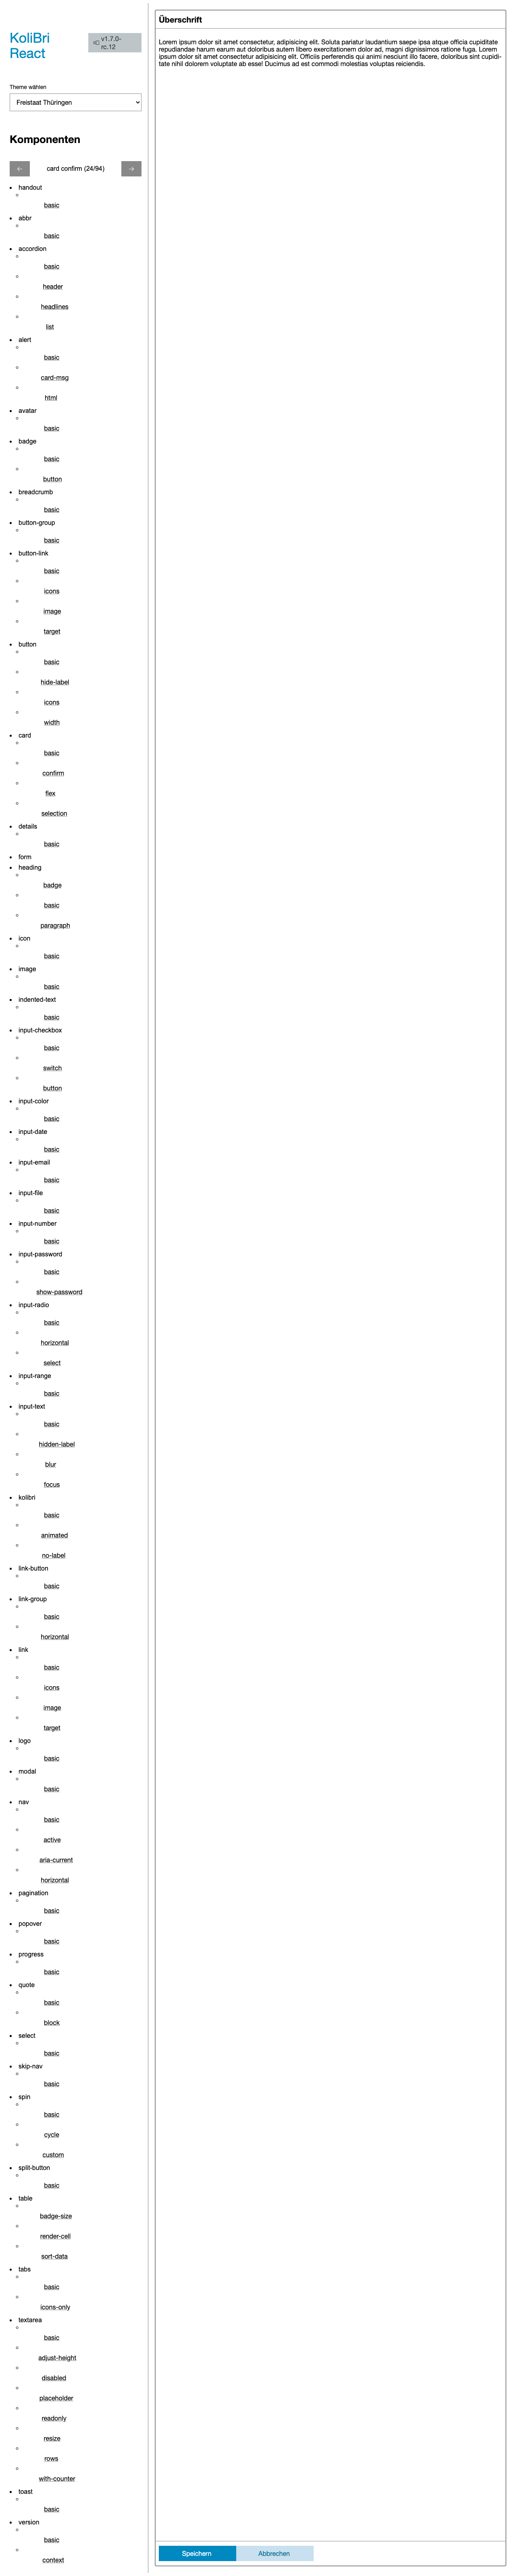 KoliBri
React
v1.7.0-
rc.12
Theme wählen
Freistaat Thüringen
Komponenten
← card confirm (24/94) →
handout
basic
abbr
basic
accordion
basic
header
headlines
list
alert
basic
card-msg
html
avatar
basic
badge
basic
button
breadcrumb
basic
button-group
basic
button-link
basic
icons
image
target
button
basic
hide-label
icons
width
card
basic
confirm
flex
selection
details
basic
form
heading
badge
basic
paragraph
icon
basic
image
basic
indented-text
basic
input-checkbox
basic
switch
button
input-color
basic
input-date
basic
input-email
basic
input-file
basic
input-number
basic
input-password
basic
show-password
input-radio
basic
horizontal
select
input-range
basic
input-text
basic
hidden-label
blur
focus
kolibri
basic
animated
no-label
link-button
basic
link-group
basic
horizontal
link
basic
icons
image
target
logo
basic
modal
basic
nav
basic
active
aria-current
horizontal
pagination
basic
popover
basic
progress
basic
quote
basic
block
select
basic
skip-nav
basic
spin
basic
cycle
custom
split-button
basic
table
badge-size
render-cell
sort-data
tabs
basic
icons-only
textarea
basic
adjust-height
disabled
placeholder
readonly
resize
rows
with-counter
toast
basic
version
basic
context
Überschrift
Lorem ipsum dolor sit amet consectetur, adipisicing elit. Soluta pariatur laudantium saepe ipsa atque officia cupiditate
repudiandae harum earum aut doloribus autem libero exercitationem dolor ad, magni dignissimos ratione fuga. Lorem
ipsum dolor sit amet consectetur adipisicing elit. Officiis perferendis qui animi nesciunt illo facere, doloribus sint cupidi-
tate nihil dolorem voluptate ab esse! Ducimus ad est commodi molestias voluptas reiciendis.
Speichern
Abbrechen